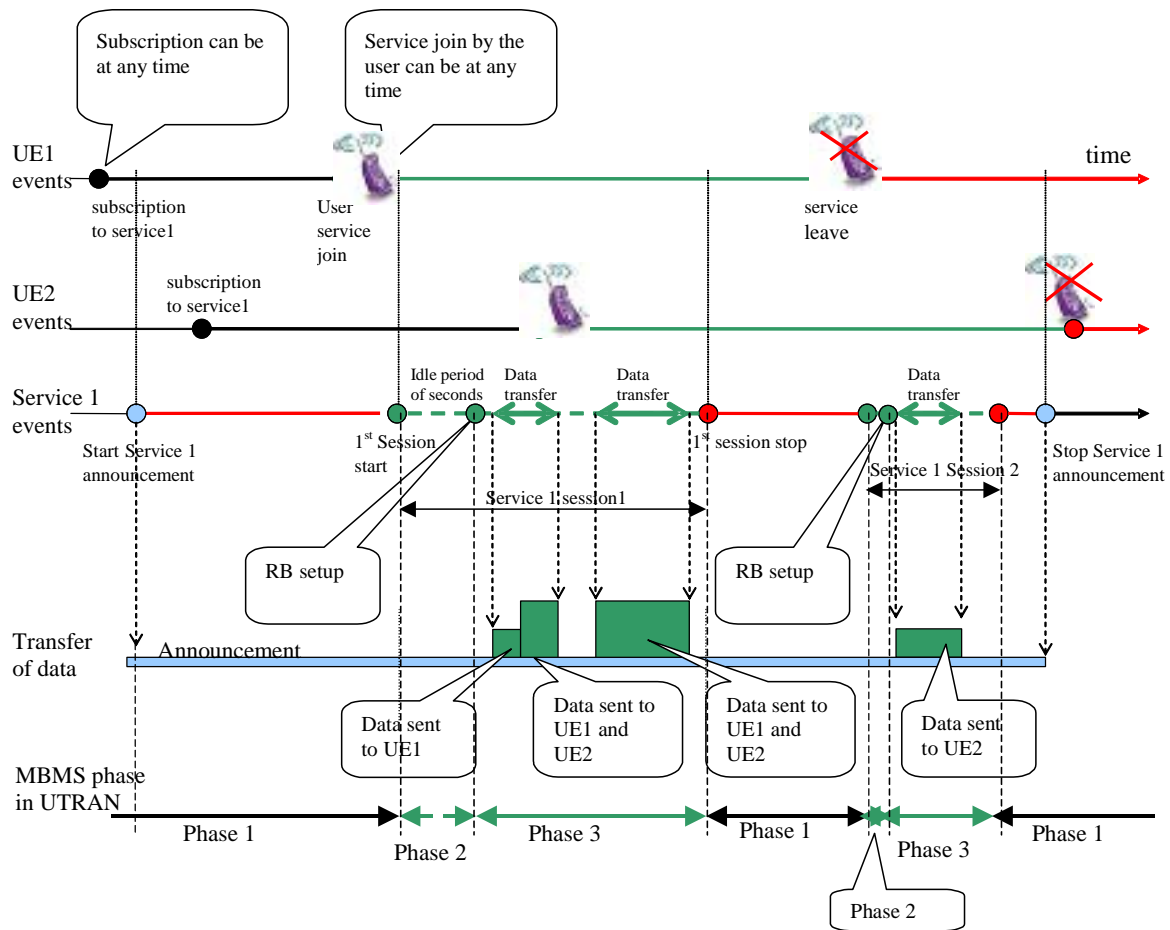 Subscription can be
at any time
Service join by the
user can be at any
time
UE1
events
time
subscription
to service1
User
service
join
service
leave
UE2
events
subscription
to service1
Service 1
events
Idle period
of seconds
Data
transfer
Data
transfer
Data
transfer
Start Service 1
announcement
1st Session
start
1st session stop
Stop Service 1
announcement
Service 1 session1
Service 1 Session 2
RB setup
RB setup
Transfer
of data
Announcement
Data sent
to UE1
Data sent to
UE1 and
UE2
Data sent to
UE1 and
UE2
Data sent
to UE2
MBMS phase
in UTRAN
Phase 1
Phase 2
Phase 3
Phase 1
Phase 3
Phase 1
Phase 2